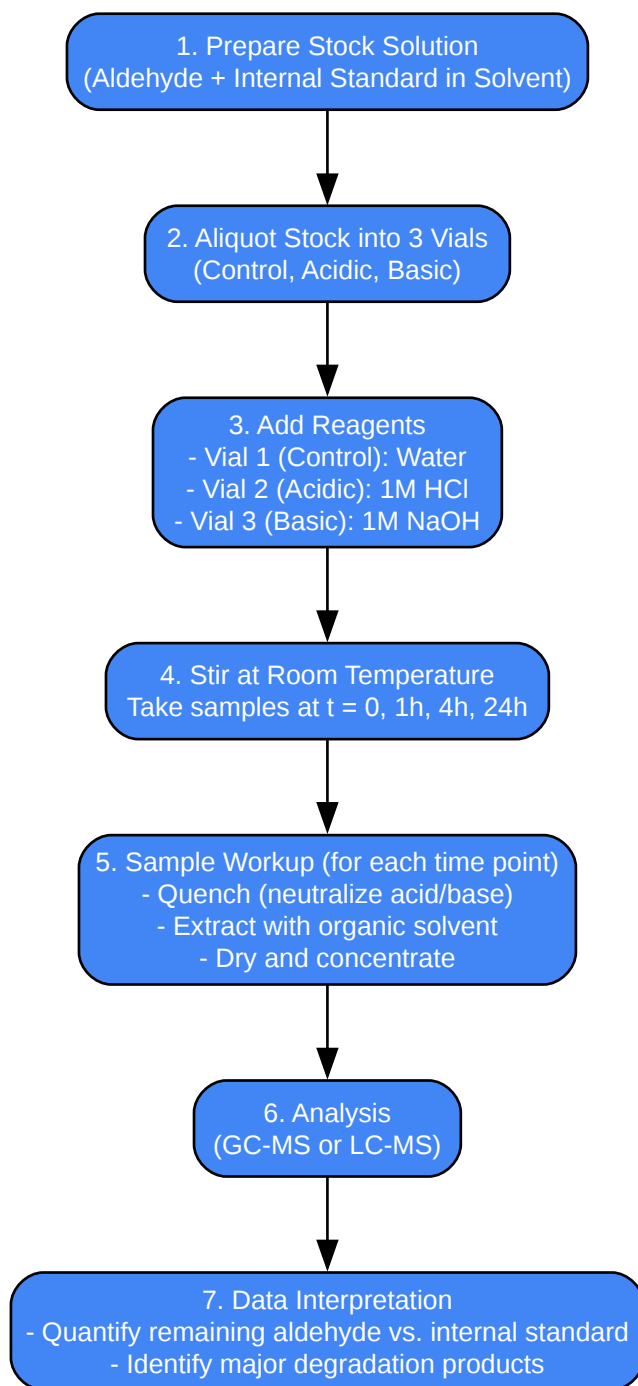 1. Prepare Stock Solution
(Aldehyde + Internal Standard in Solvent)
2. Aliquot Stock into 3 Vials
(Control, Acidic, Basic)
3. Add Reagents
- Vial 1 (Control): Water
- Vial 2 (Acidic): 1M HCl
- Vial 3 (Basic): 1M NaOH
4. Stir at Room Temperature
Take samples at t = 0, 1h, 4h, 24h
5. Sample Workup (for each time point)
- Quench (neutralize acid/base)
- Extract with organic solvent
- Dry and concentrate
6. Analysis
(GC-MS or LC-MS)
7. Data Interpretation
- Quantify remaining aldehyde vs. internal standard
- Identify major degradation products